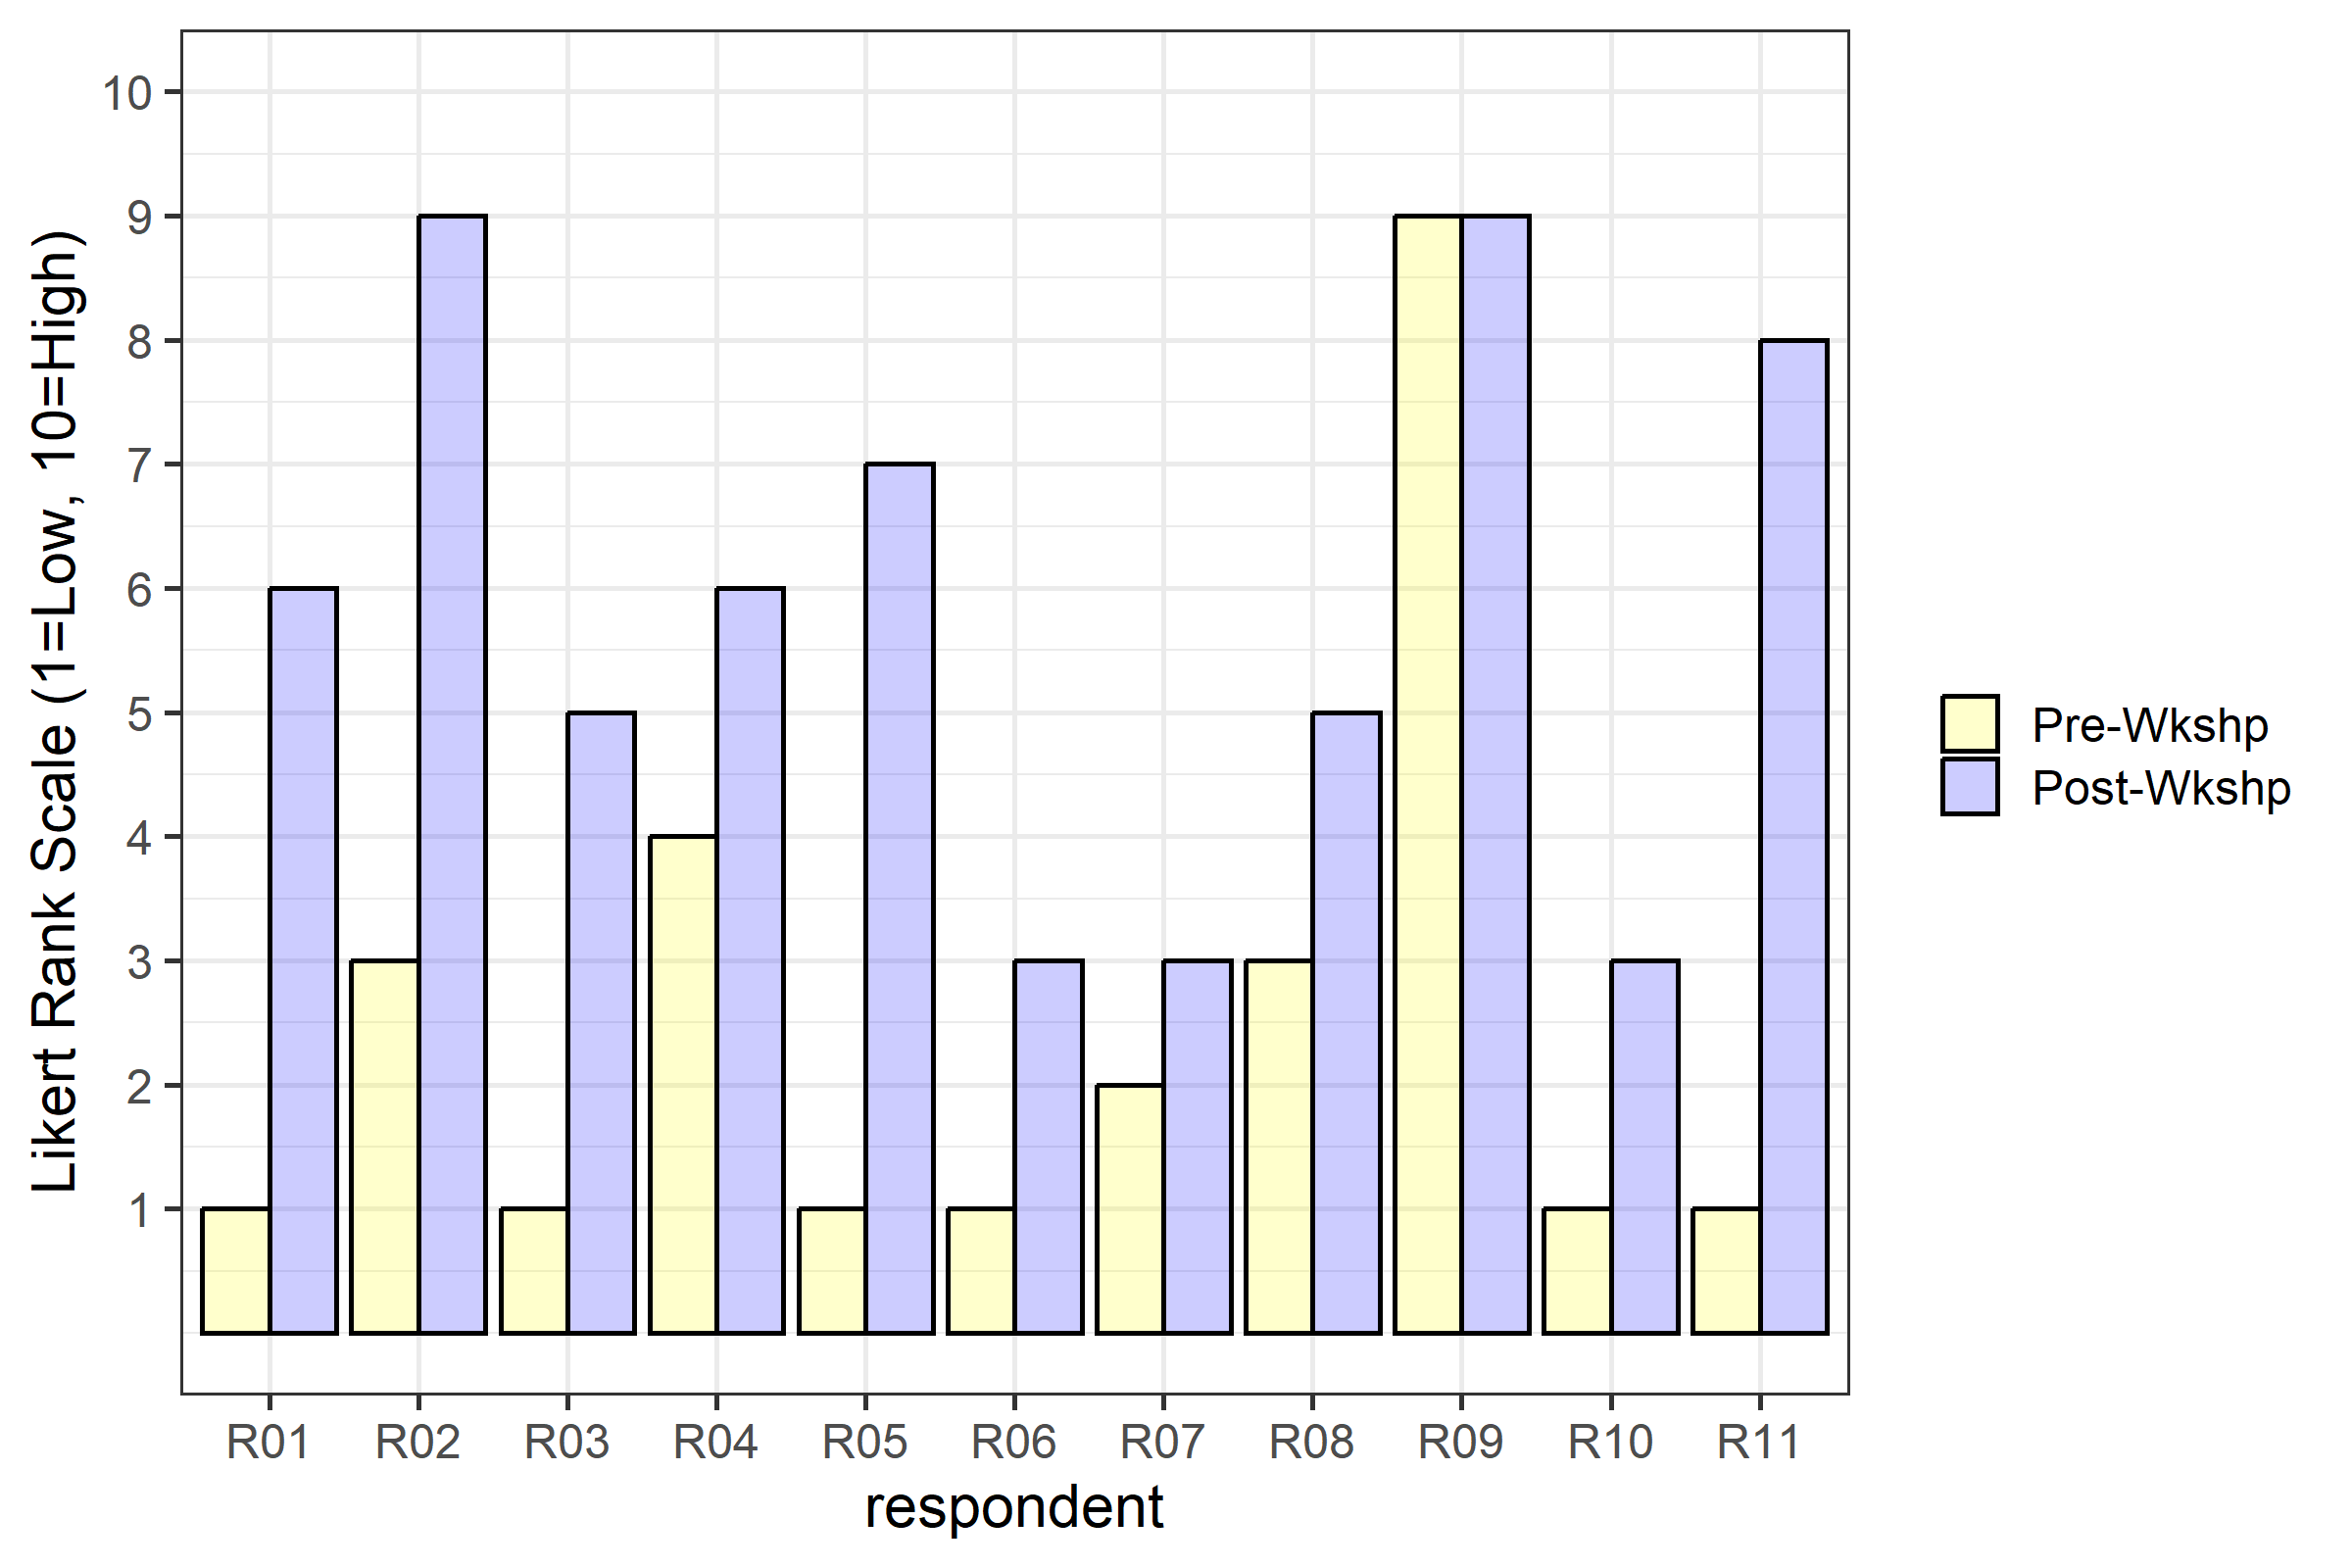 Likert Rank Scale (1=Low, 10=High)
10
9
8
7
6
5
4
3
2
1
R01 R02 R03 R04 R05 R06 R07 R08 R09 R10 R11
respondent
Pre-Wkshp
Post-Wkshp